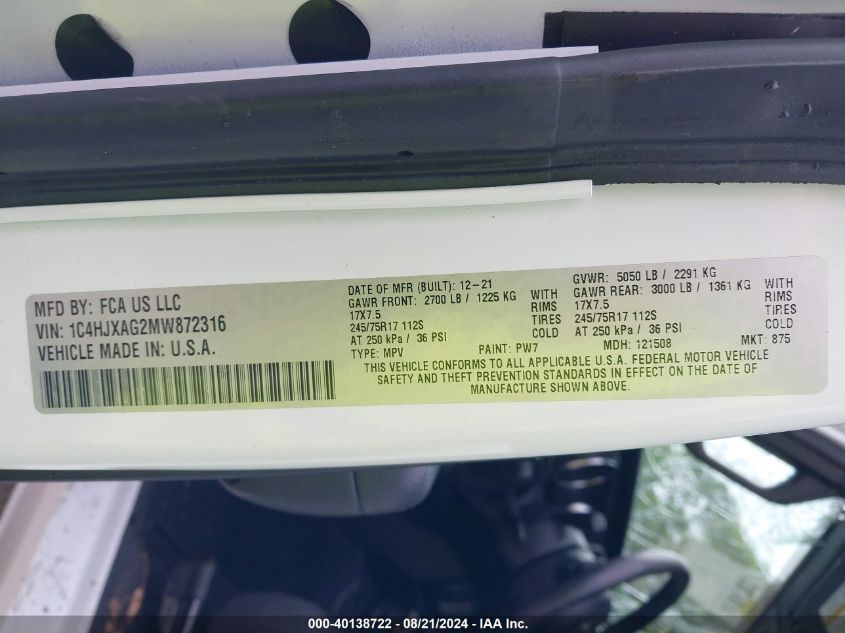 MFD BY: FCA US LLC
VIN: 1C4HJXAG2MW872316
VEHICLE MADE IN: U.S.A.
DATE OF MFR (BUILT): 12-21
GAWR FRONT: 2700 LB / 1225 KG WITH
17X7.5 RIMS
245/75R17 112S TIRES
AT 250 kPa / 36 PSI COLD
GVWR: 5050 LB / 2291 KG
GAWR REAR: 3000 LB / 1361 KG WITH
17X7.5 RIMS
245/75R17 112S TIRES
AT 250 kPa / 36 PSI COLD
TYPE: MPV PAINT: PW7 MDH: 121508 MKT: 875
THIS VEHICLE CONFORMS TO ALL APPLICABLE U.S.A. FEDERAL MOTOR VEHICLE
SAFETY AND THEFT PREVENTION STANDARDS IN EFFECT ON THE DATE OF
MANUFACTURE SHOWN ABOVE.
000-40138722 - 08/21/2024 - IAA Inc.